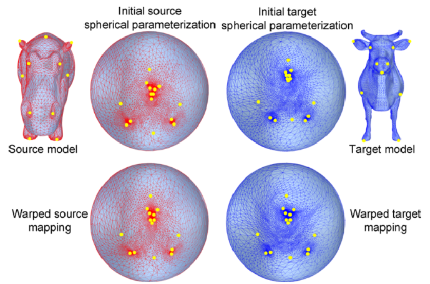 Initial source
spherical parameterization
Initial target
spherical parameterization
Source model
Target model
Warped source
mapping
Warped target
mapping